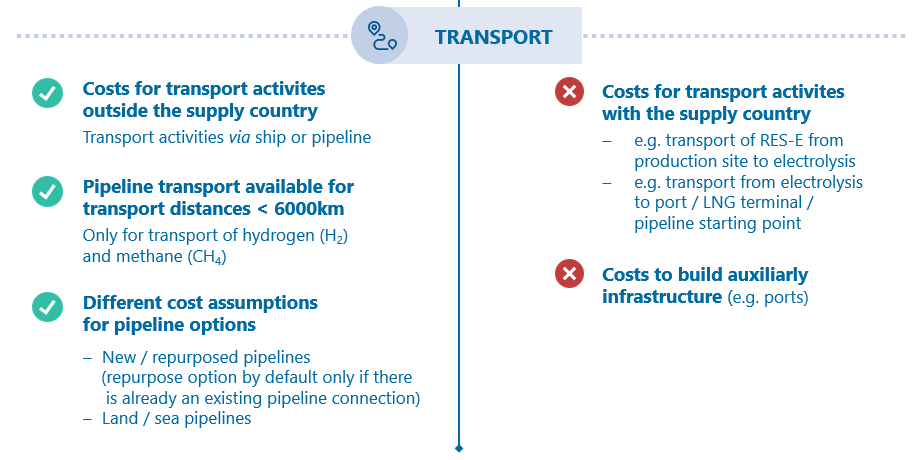 TRANSPORT
Costs for transport activites
outside the supply country
Transport activities via ship or pipeline
Pipeline transport available for
transport distances < 6000km
Only for transport of hydrogen (H₂)
and methane (CH₄)
Different cost assumptions
for pipeline options
– New / repurposed pipelines
(repurpose option by default only if there
is already an existing pipeline connection)
– Land / sea pipelines
Costs for transport activites
with the supply country
– e.g. transport of RES-E from
production site to electrolysis
– e.g. transport from electrolysis
to port / LNG terminal /
pipeline starting point
Costs to build auxiliarly
infrastructure (e.g. ports)